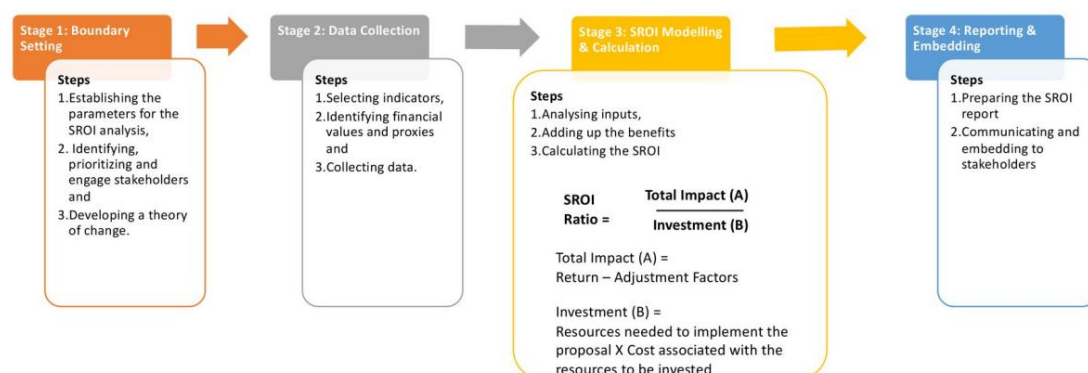 Stage 1: Boundary
Setting
Steps
1.Establishing the
parameters for the
SROI analysis,
2. Identifying,
prioritizing and
engage stakeholders
and
3.Developing a theory
of change.
Stage 2: Data Collection
Steps
1.Selecting indicators,
2.Identifying financial
values and proxies
and
3.Collecting data.
Stage 3: SROI Modelling
& Calculation
Steps
1.Analysing inputs,
2.Adding up the benefits
3.Calculating the SROI
SROI
Ratio =
Total Impact (A)
Investment (B)
Total Impact (A) =
Return – Adjustment Factors
Investment (B) =
Resources needed to implement the
proposal X Cost associated with the
resources to be invested
Stage 4: Reporting &
Embedding
Steps
1.Preparing the SROI
report
2.Communicating and
embedding to
stakeholders